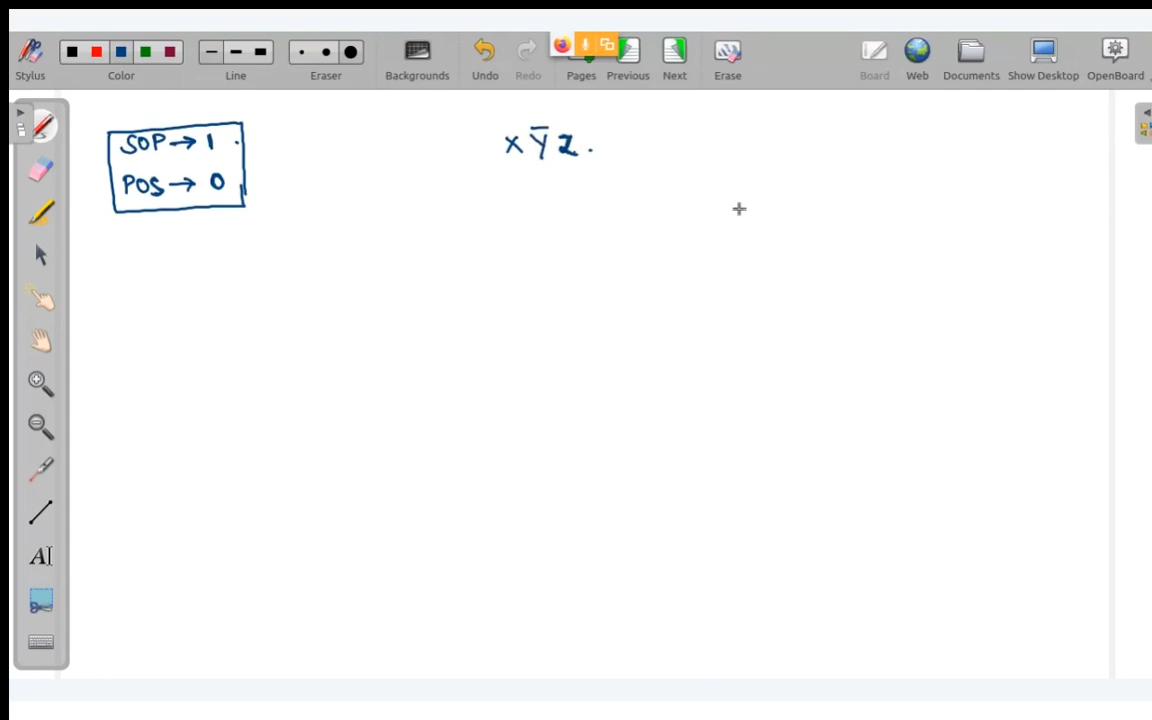 Stylus Color Line Eraser Backgrounds Undo Redo Pages Previous Next Erase Board Web Documents Show Desktop OpenBoard
SOP → 1 .
POS → 0
X Y̅ Z .